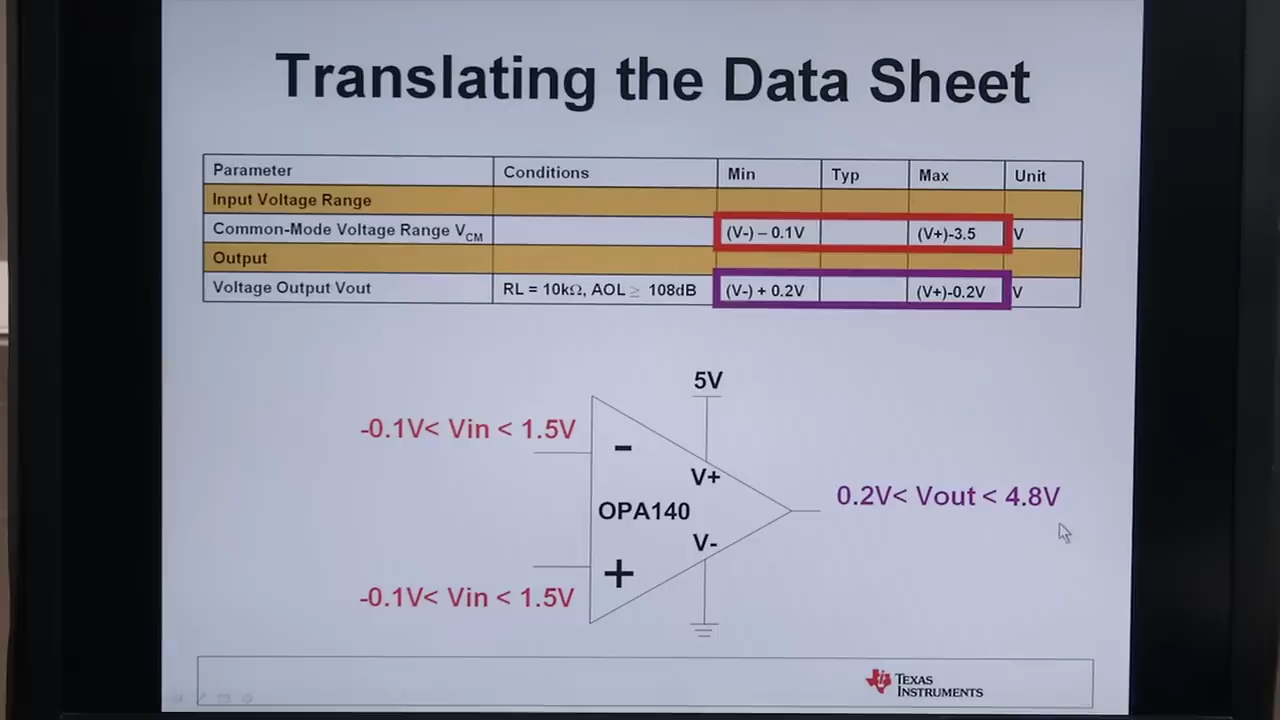 Translating the Data Sheet
Parameter Conditions Min Typ Max Unit
Input Voltage Range
Common-Mode Voltage Range VCM (V-) – 0.1V (V+)-3.5 V
Output
Voltage Output Vout RL = 10kΩ, AOL ≥ 108dB (V-) + 0.2V (V+)-0.2V V
5V
-0.1V< Vin < 1.5V
-
V+
0.2V< Vout < 4.8V
OPA140
V-
+
-0.1V< Vin < 1.5V
TEXAS
INSTRUMENTS